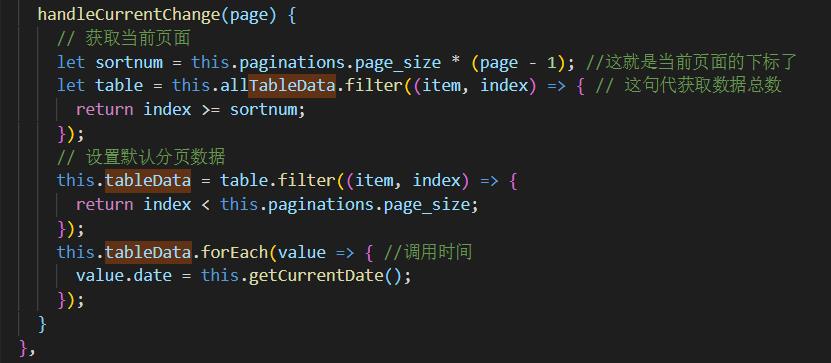 handleCurrentChange(page) {
// 获取当前页面
let sortnum = this.paginations.page_size * (page - 1); //这就是当前页面的下标了
let table = this.allTableData.filter((item, index) => { // 这句代获取数据总数
return index >= sortnum;
});
// 设置默认分页数据
this.tableData = table.filter((item, index) => {
return index < this.paginations.page_size;
});
this.tableData.forEach(value => { //调用时间
value.date = this.getCurrentDate();
});
}
},